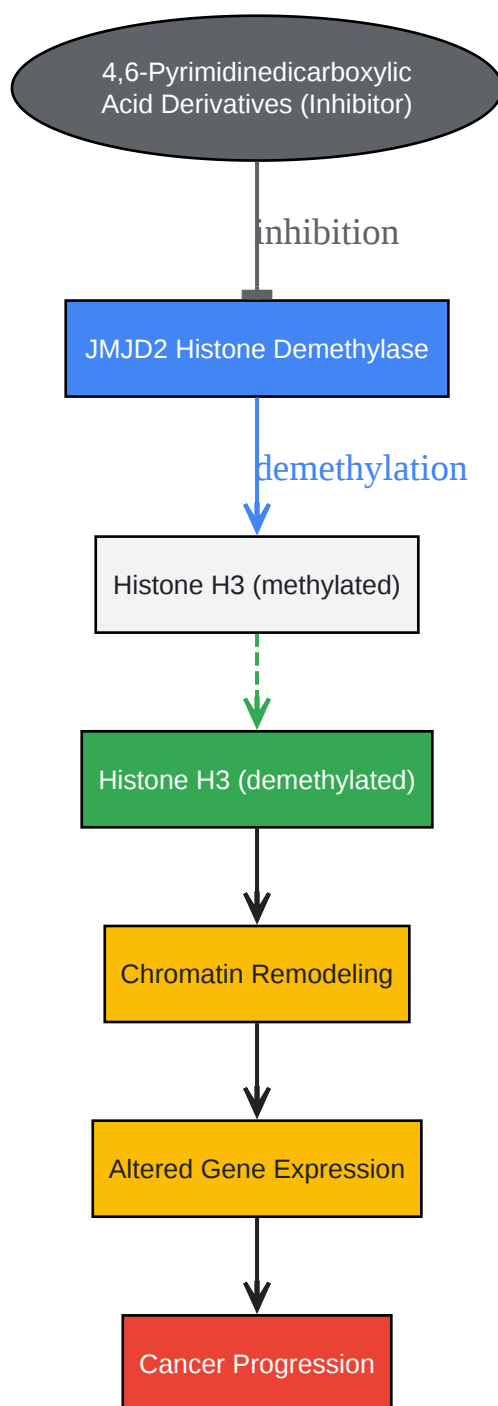 4,6-Pyrimidinedicarboxylic
Acid Derivatives (Inhibitor)
inhibition
JMJD2 Histone Demethylase
demethylation
Histone H3 (methylated)
Histone H3 (demethylated)
Chromatin Remodeling
Altered Gene Expression
Cancer Progression